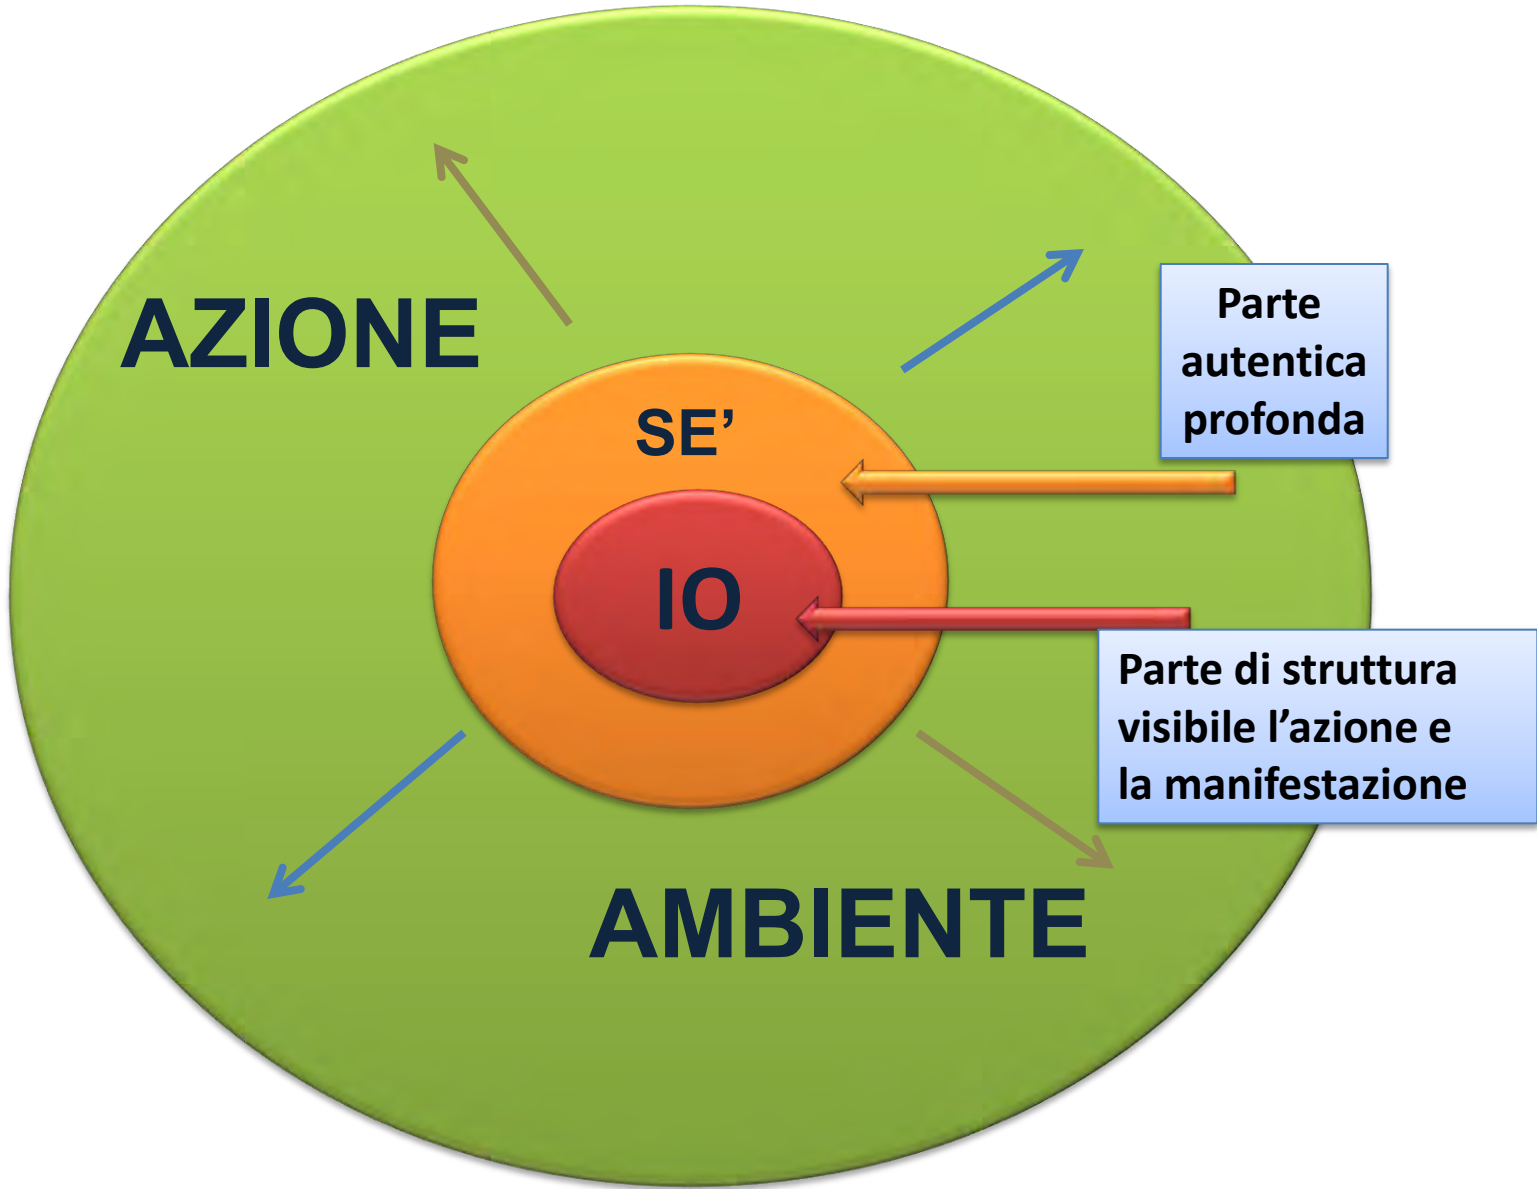 AZIONE
SE’
IO
AMBIENTE
Parte
autentica
profonda
Parte di struttura
visibile l’azione e
la manifestazione